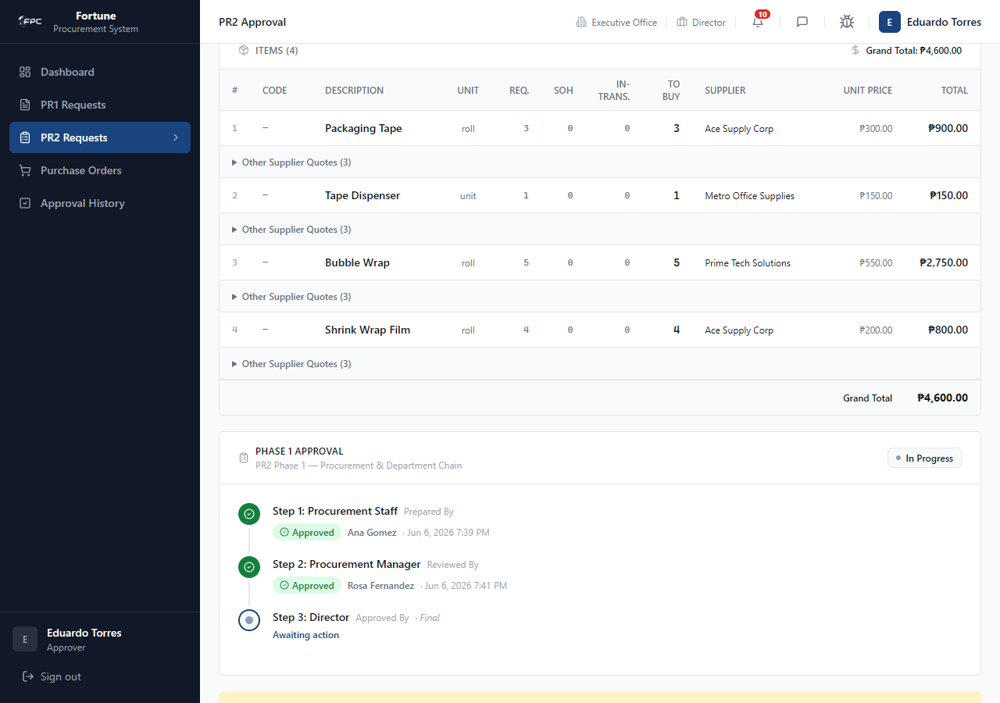 FPC
Fortune
Procurement System
PR2 Approval
Executive Office
Director
10
E
Eduardo Torres
Dashboard
PR1 Requests
PR2 Requests
Purchase Orders
Approval History
ITEMS (4)
$ Grand Total: ₱4,600.00
# CODE DESCRIPTION UNIT REQ. SOH IN-TRANS. TO BUY SUPPLIER UNIT PRICE TOTAL
1 – Packaging Tape roll 3 0 0 3 Ace Supply Corp ₱300.00 ₱900.00
Other Supplier Quotes (3)
2 – Tape Dispenser unit 1 0 0 1 Metro Office Supplies ₱150.00 ₱150.00
Other Supplier Quotes (3)
3 – Bubble Wrap roll 5 0 0 5 Prime Tech Solutions ₱550.00 ₱2,750.00
Other Supplier Quotes (3)
4 – Shrink Wrap Film roll 4 0 0 4 Ace Supply Corp ₱200.00 ₱800.00
Other Supplier Quotes (3)
Grand Total ₱4,600.00
PHASE 1 APPROVAL
PR2 Phase 1 — Procurement & Department Chain
In Progress
Step 1: Procurement Staff Prepared By
Approved Ana Gomez · Jun 6, 2026 7:39 PM
Step 2: Procurement Manager Reviewed By
Approved Rosa Fernandez · Jun 6, 2026 7:41 PM
Step 3: Director Approved By · Final
Awaiting action
E
Eduardo Torres
Approver
Sign out